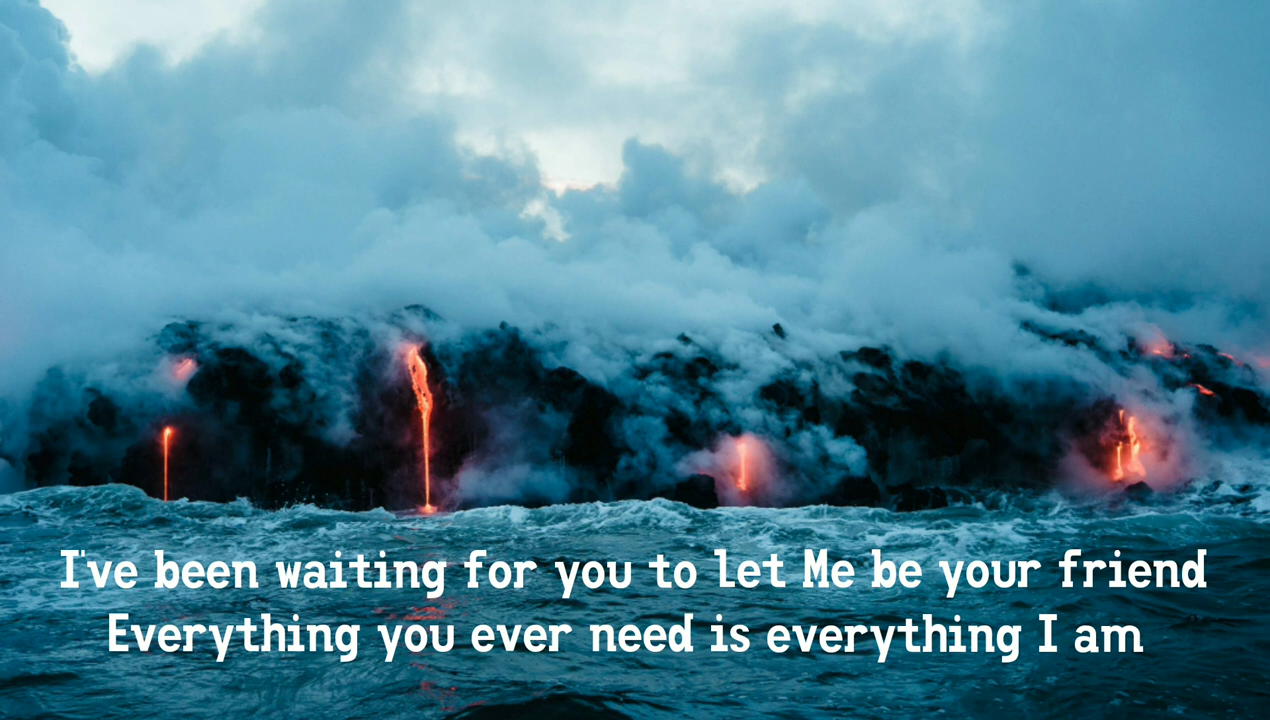 I've been waiting for you to let Me be your friend
Everything you ever need is everything I am